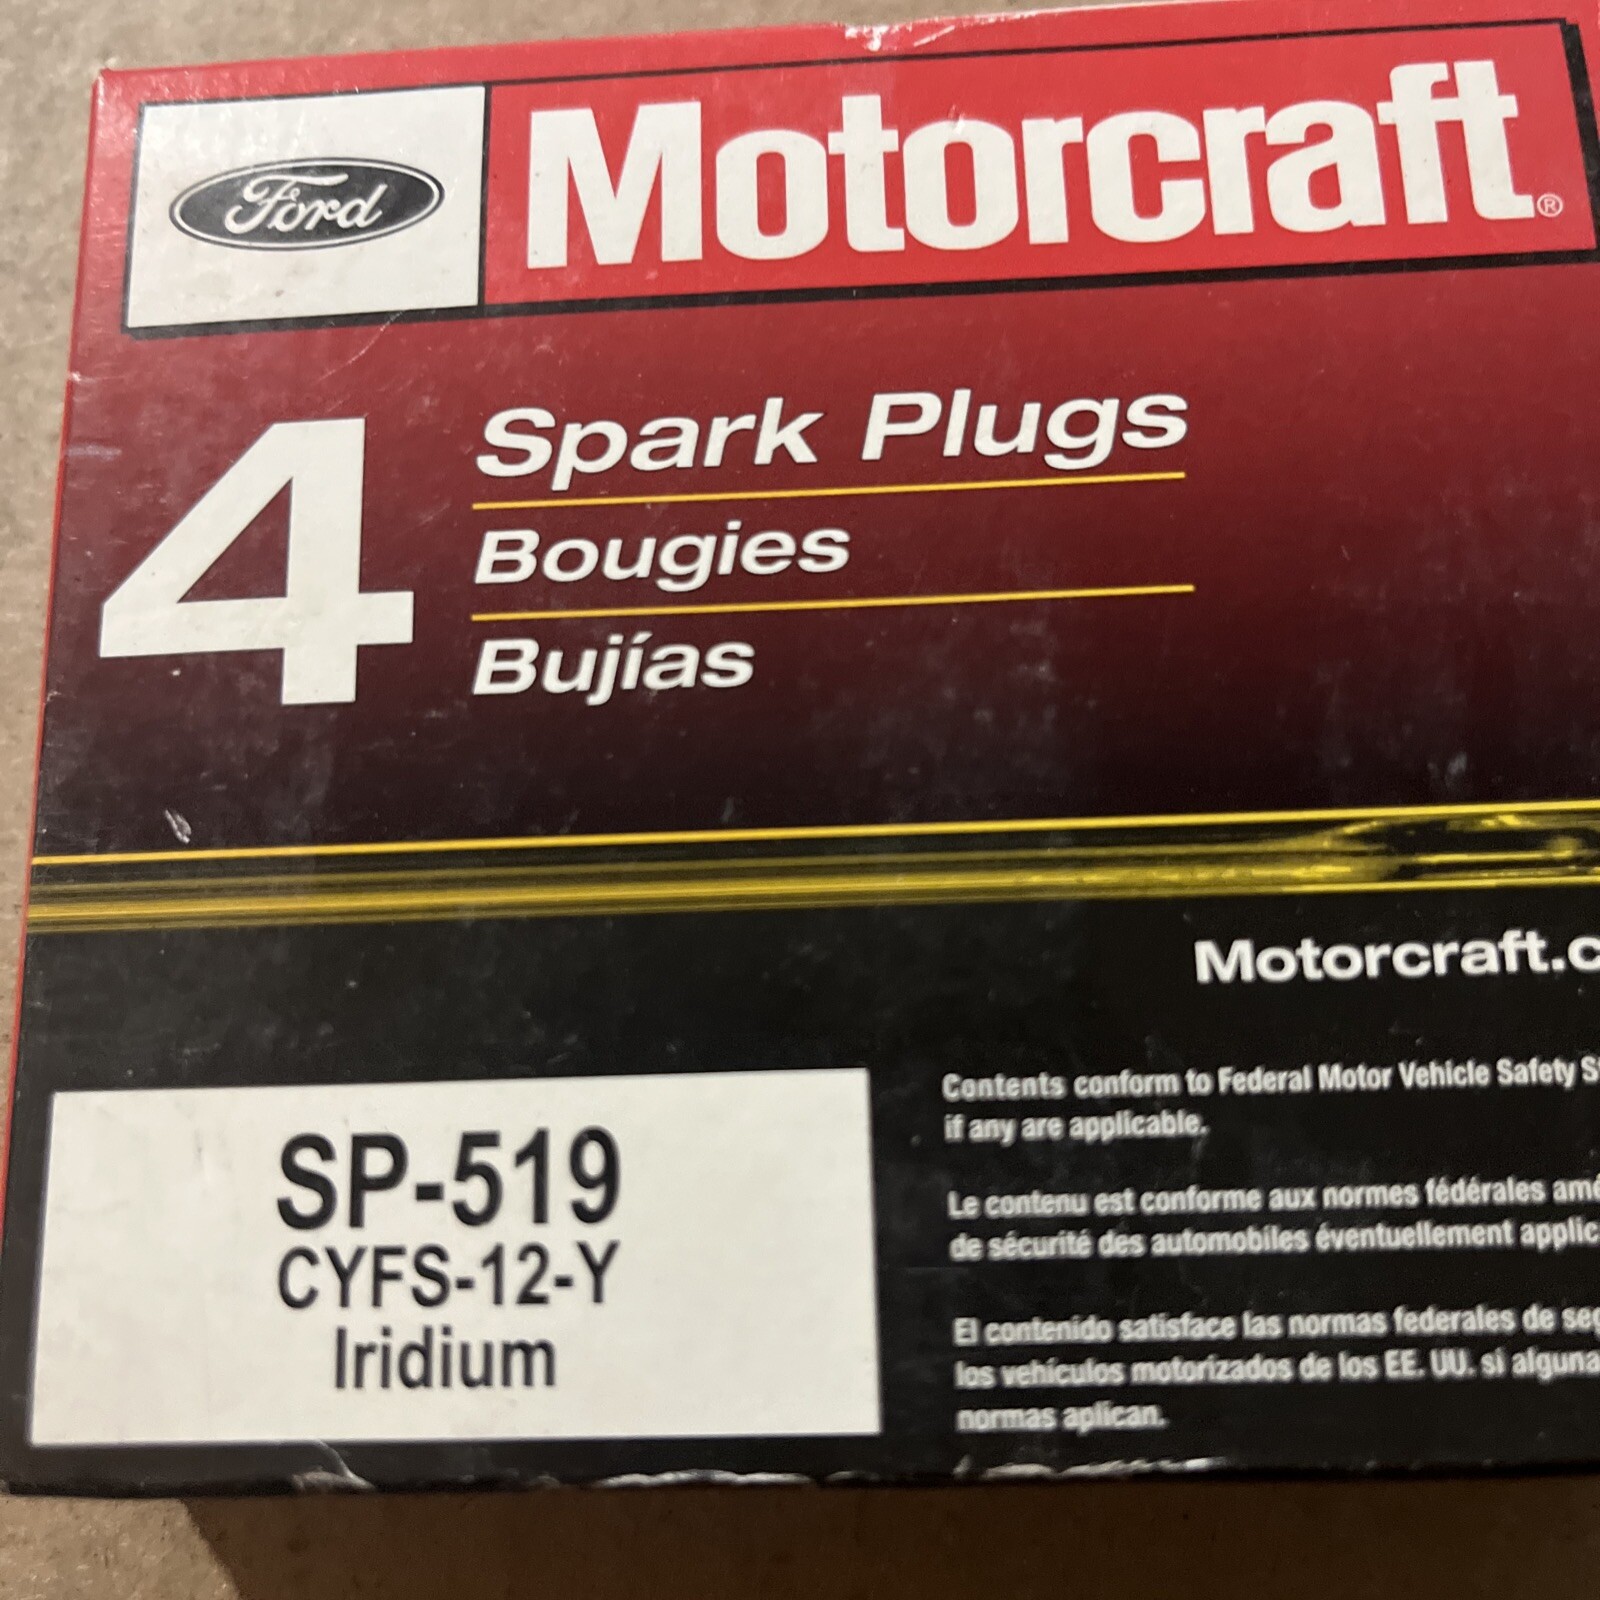 Ford
Motorcraft®
4
Spark Plugs
Bougies
Bujías
Motorcraft.c
SP-519
CYFS-12-Y
Iridium
Contents conform to Federal Motor Vehicle Safety
if any are applicable.
Le contenu est conforme aux normes fédérales
de sécurité des automobiles éventuellement
El contenido satisface las normas federales de
los vehículos motorizados de los EE. UU. si alguna
normas aplican.